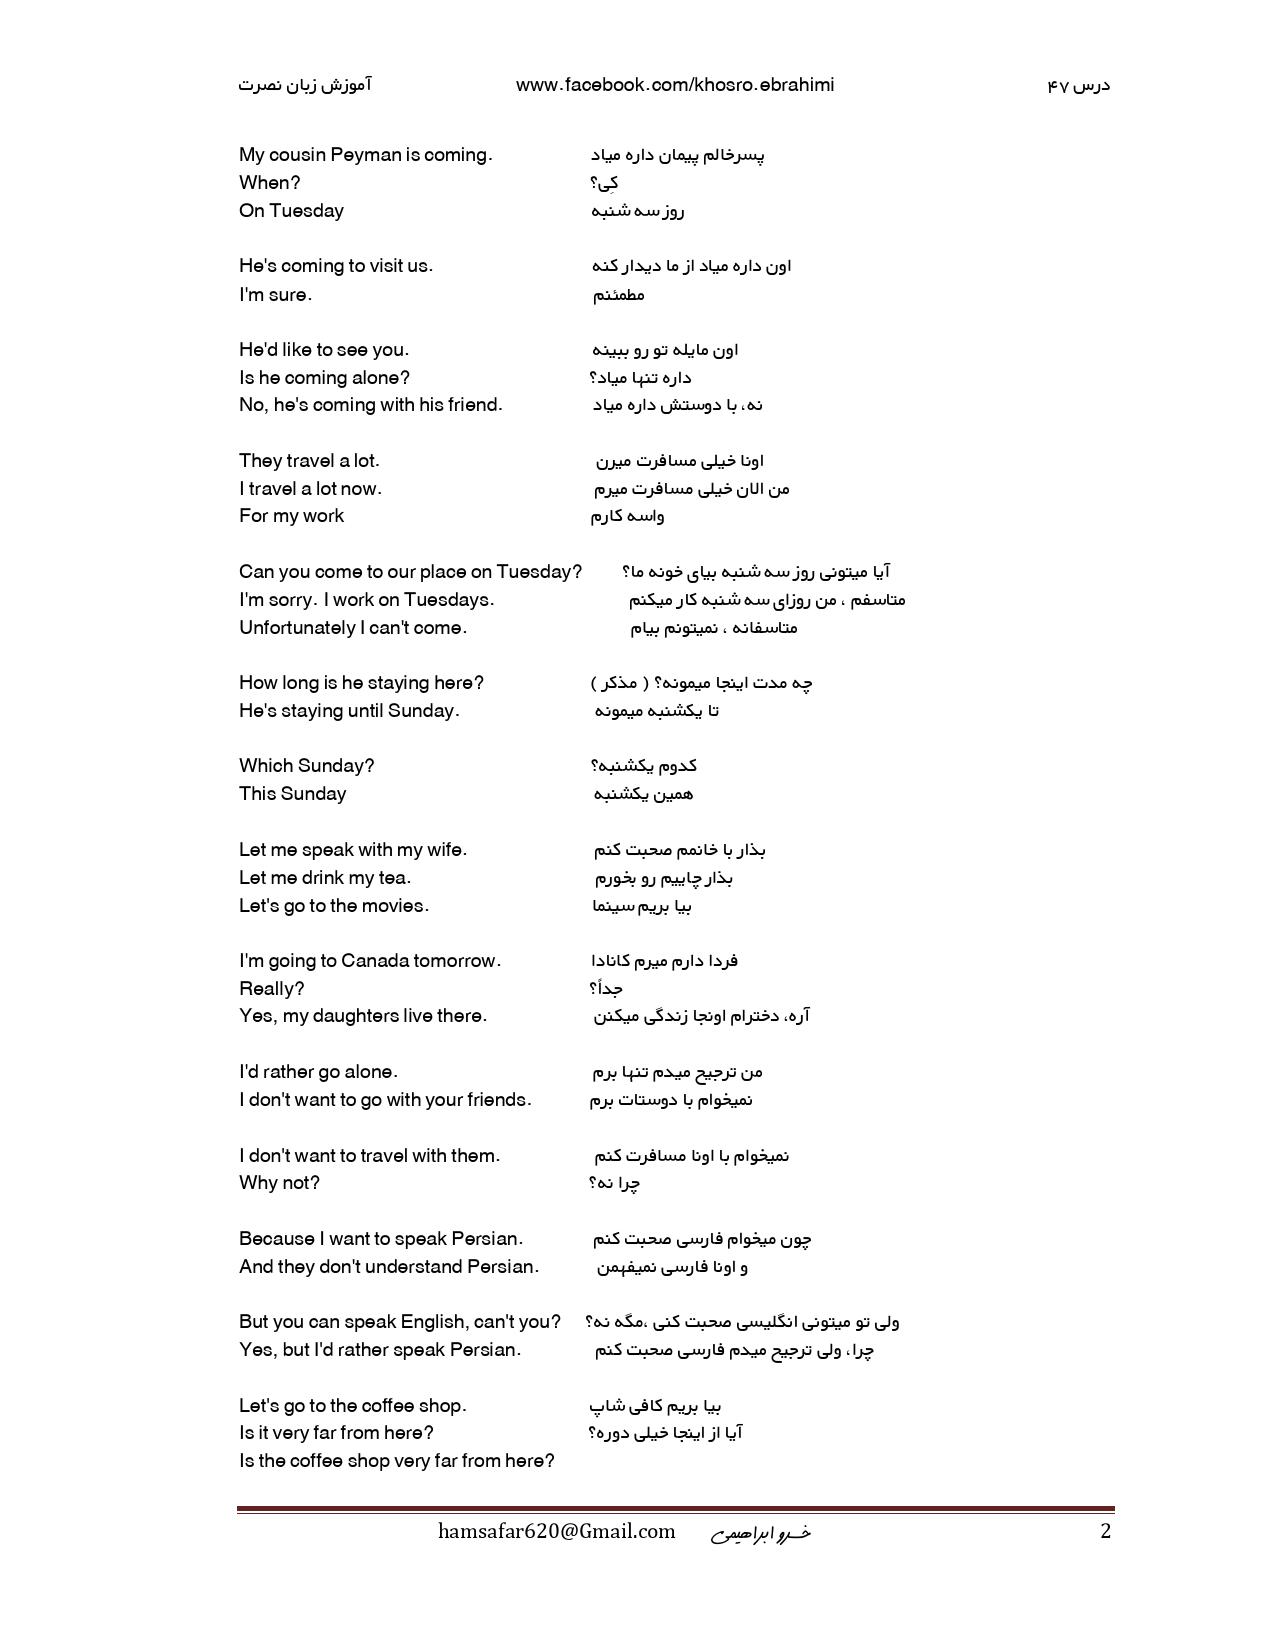 آموزش زبان نصرت www.facebook.com/khosro.ebrahimi درس ۴۷
My cousin Peyman is coming. پسرخالم پیمان داره میاد
When? کِی؟
On Tuesday روز سه شنبه
He's coming to visit us. اون داره میاد از ما دیدار کنه
I'm sure. مطمئنم
He'd like to see you. اون مایله تو رو ببینه
Is he coming alone? داره تنها میاد؟
No, he's coming with his friend. نه، با دوستش داره میاد
They travel a lot. اونا خیلی مسافرت میرن
I travel a lot now. من الان خیلی مسافرت میرم
For my work واسه کارم
Can you come to our place on Tuesday? آیا میتونی روز سه شنبه بیای خونه ما؟
I'm sorry. I work on Tuesdays. متاسفم ، من روزای سه شنبه کار میکنم
Unfortunately I can't come. متاسفانه ، نمیتونم بیام
How long is he staying here? چه مدت اینجا میمونه؟ ( مذکر )
He's staying until Sunday. تا یکشنبه میمونه
Which Sunday? کدوم یکشنبه؟
This Sunday همین یکشنبه
Let me speak with my wife. بذار با خانمم صحبت کنم
Let me drink my tea. بذار چاییم رو بخورم
Let's go to the movies. بیا بریم سینما
I'm going to Canada tomorrow. فردا دارم میرم کانادا
Really? جداً؟
Yes, my daughters live there. آره، دخترام اونجا زندگی میکنن
I'd rather go alone. من ترجیح میدم تنها برم
I don't want to go with your friends. نمیخوام با دوستات برم
I don't want to travel with them. نمیخوام با اونا مسافرت کنم
Why not? چرا نه؟
Because I want to speak Persian. چون میخوام فارسی صحبت کنم
And they don't understand Persian. و اونا فارسی نمیفهمن
But you can speak English, can't you? ولی تو میتونی انگلیسی صحبت کنی ،مگه نه؟
Yes, but I'd rather speak Persian. چرا، ولی ترجیح میدم فارسی صحبت کنم
Let's go to the coffee shop. بیا بریم کافی شاپ
Is it very far from here? آیا از اینجا خیلی دوره؟
Is the coffee shop very far from here?
hamsafar620@Gmail.com خسرو ابراهیمی 2